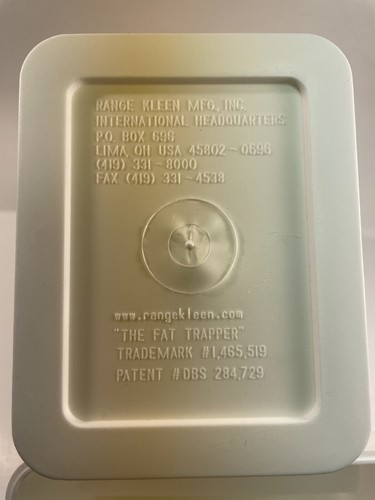 RANGE KLEEN MFG., INC.
INTERNATIONAL HEADQUARTERS
P.O. BOX 696
LIMA, OH USA 45802-0696
(419) 331-8000
FAX (419) 331-4538
www.rangekleen.com
"THE FAT TRAPPER"
TRADEMARK #1,465,519
PATENT #DBS 284,729